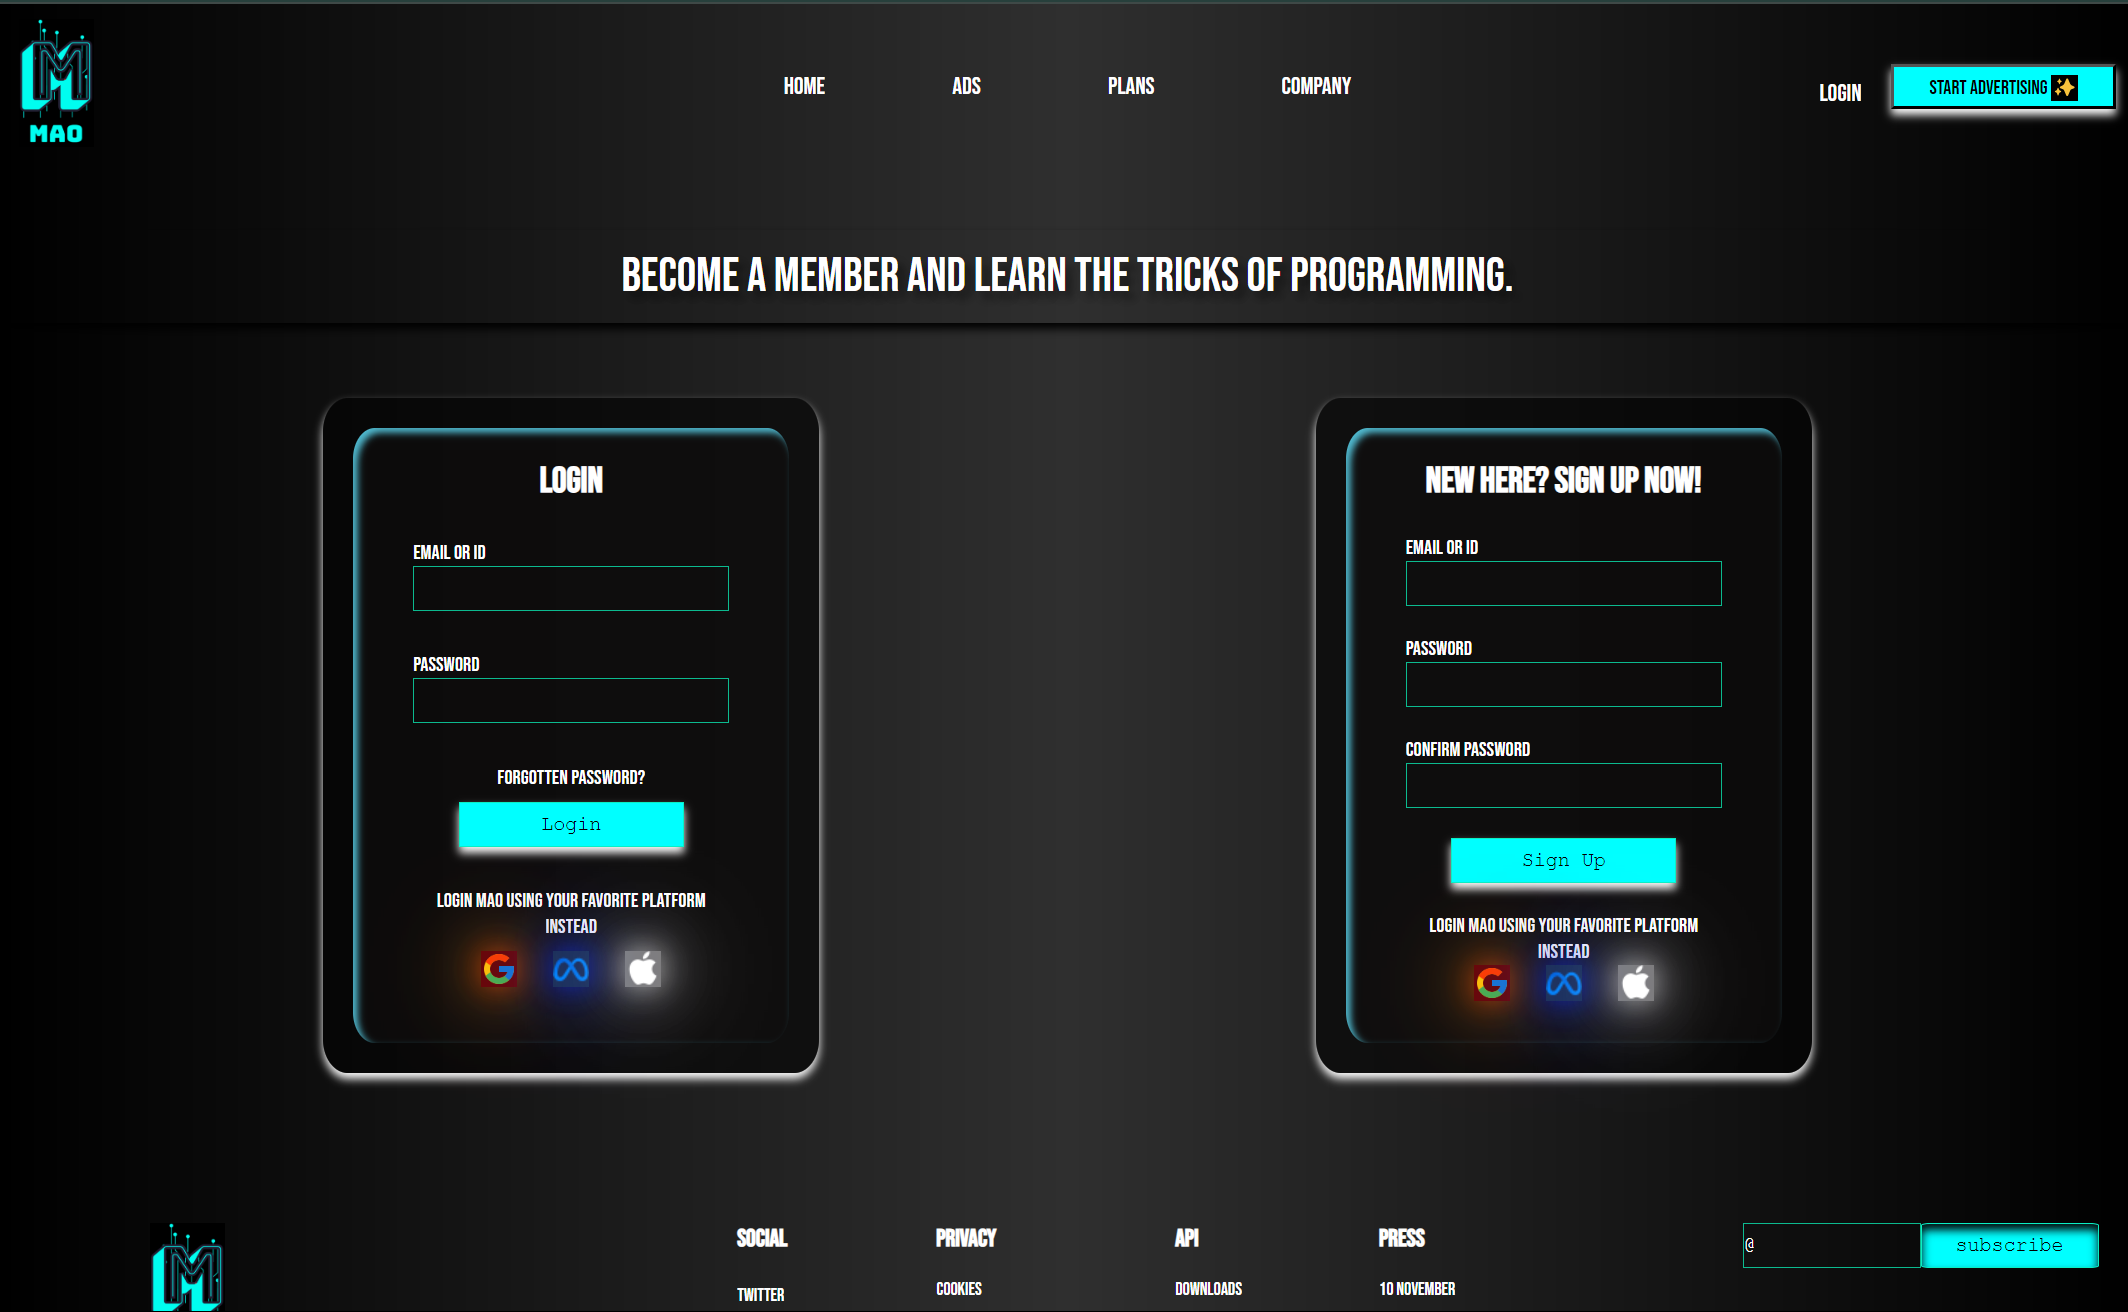 MAO
HOME
ADS
PLANS
COMPANY
LOGIN
START ADVERTISING ✨
BECOME A MEMBER AND LEARN THE TRICKS OF PROGRAMMING.
LOGIN
EMAIL OR ID
PASSWORD
FORGOTTEN PASSWORD?
Login
LOGIN MAO USING YOUR FAVORITE PLATFORM
INSTEAD
NEW HERE? SIGN UP NOW!
EMAIL OR ID
PASSWORD
CONFIRM PASSWORD
Sign Up
LOGIN MAO USING YOUR FAVORITE PLATFORM
INSTEAD
SOCIAL
TWITTER
PRIVACY
COOKIES
API
DOWNLOADS
PRESS
10 NOVEMBER
@
subscribe